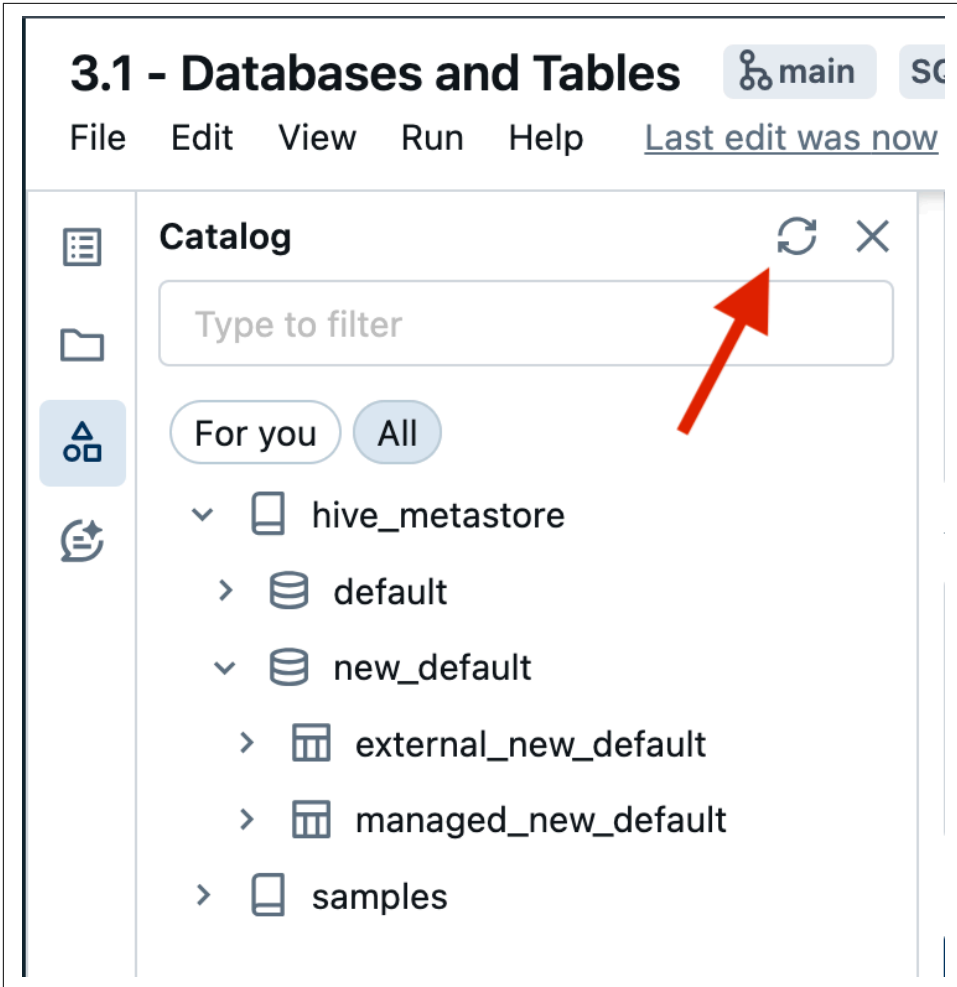 3.1 - Databases and Tables main
File Edit View Run Help Last edit was now
Catalog
Type to filter
For you All
hive_metastore
default
new_default
external_new_default
managed_new_default
samples